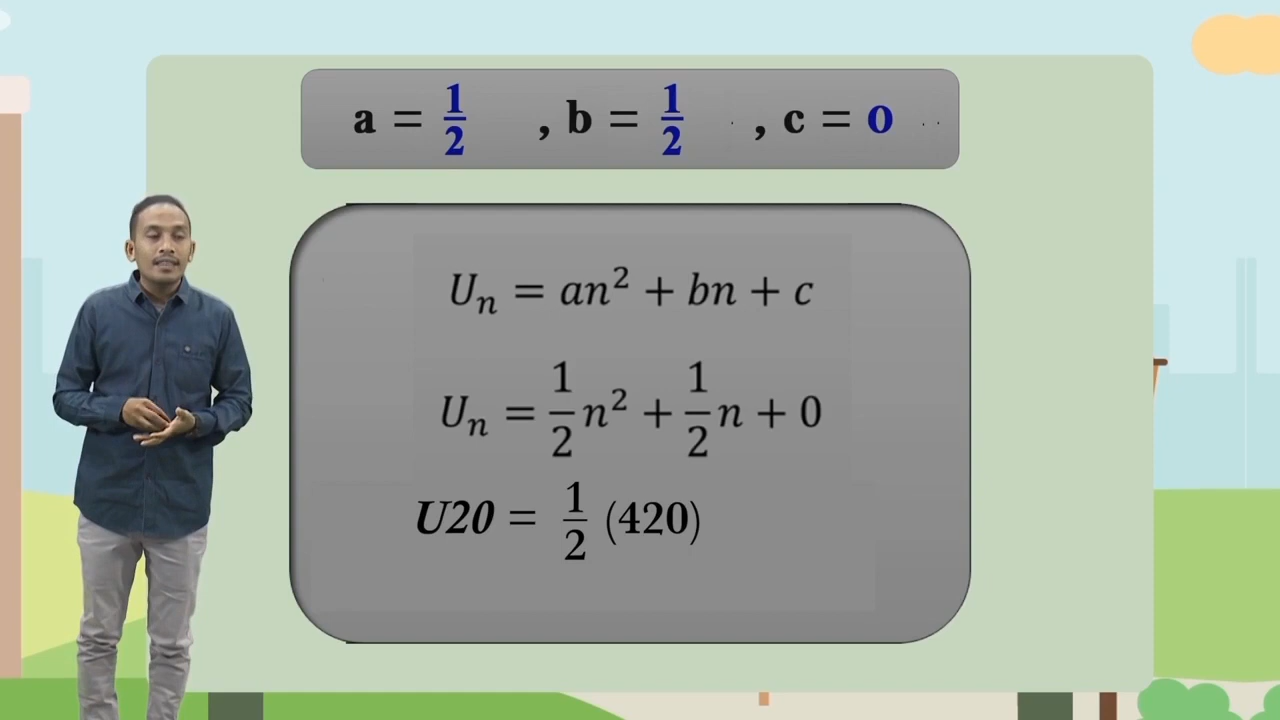 a = 1/2 , b = 1/2 , c = 0
Uₙ = an² + bn + c
Uₙ = 1/2 n² + 1/2 n + 0
U20 = 1/2 (420)